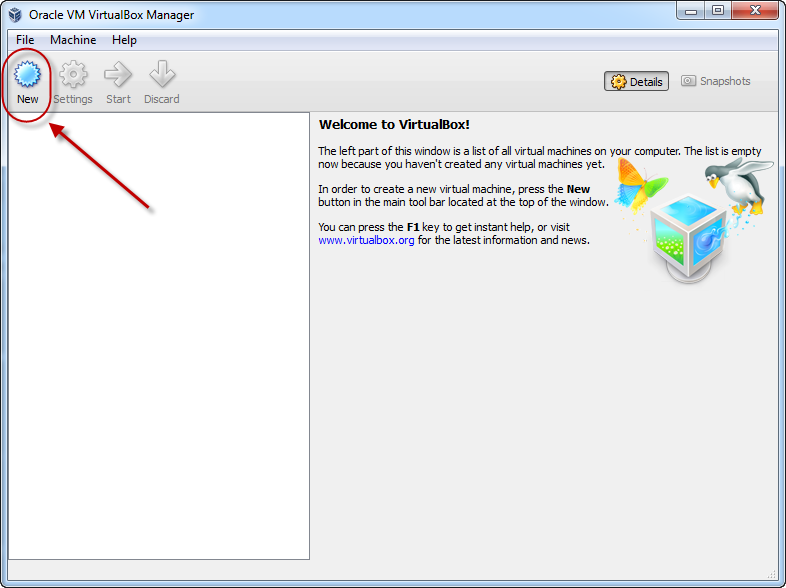 Oracle VM VirtualBox Manager
File Machine Help
New Settings Start Discard
Details Snapshots
Welcome to VirtualBox!
The left part of this window is a list of all virtual machines on your computer. The list is empty
now because you haven't created any virtual machines yet.
In order to create a new virtual machine, press the New
button in the main tool bar located at the top of the window.
You can press the F1 key to get instant help, or visit
www.virtualbox.org for the latest information and news.